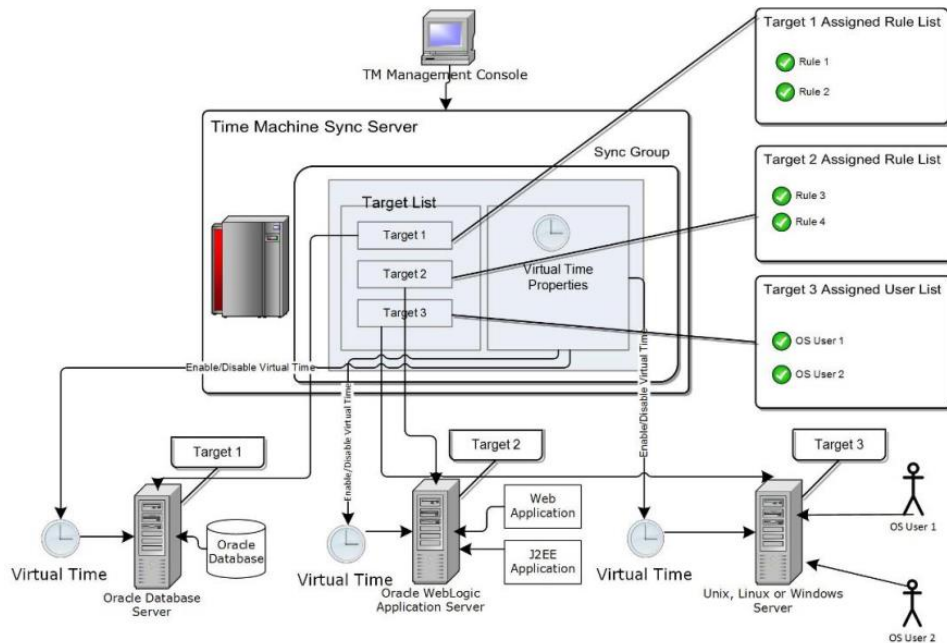 TM Management Console
Time Machine Sync Server
Sync Group
Target List
Target 1
Target 2
Target 3
Virtual Time
Properties
Target 1 Assigned Rule List
Rule 1
Rule 2
Target 2 Assigned Rule List
Rule 3
Rule 4
Target 3 Assigned User List
OS User 1
OS User 2
Enable/Disable Virtual Time
Enable/Disable Virtual Time
Enable/Disable Virtual Time
Target 1
Virtual Time
Oracle
Database
Oracle Database
Server
Target 2
Virtual Time
Web
Application
J2EE
Application
Oracle WebLogic
Application Server
Target 3
Virtual Time
Unix, Linux or Windows
Server
OS User 1
OS User 2